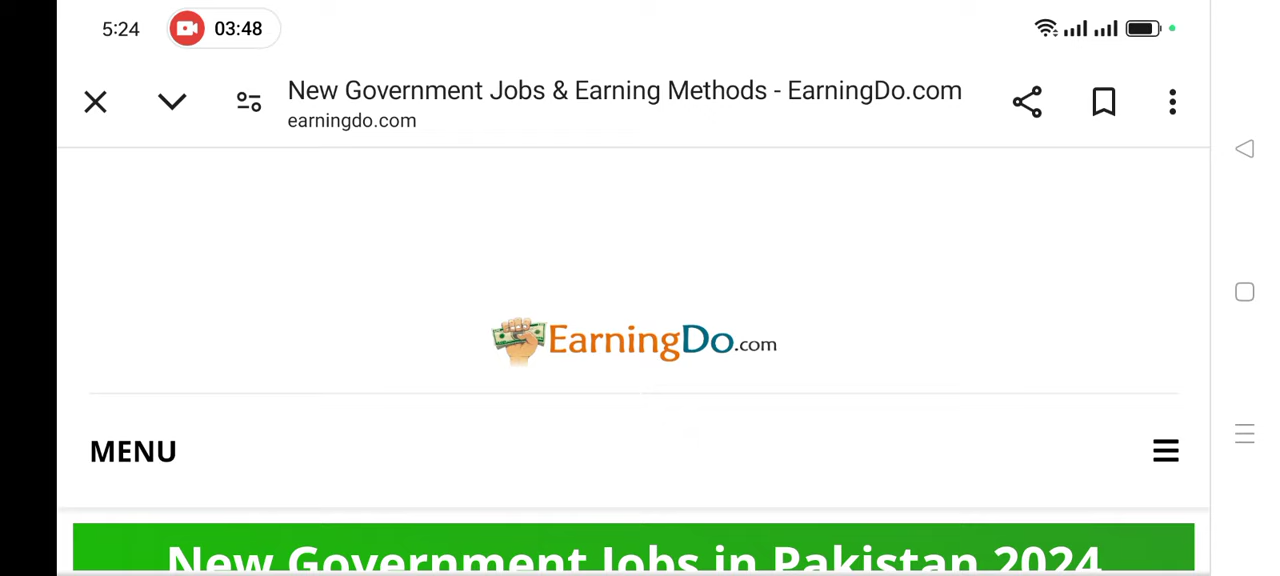 5:24 03:48
New Government Jobs & Earning Methods - EarningDo.com
earningdo.com
EarningDo.com
MENU
New Government Jobs in Pakistan 2024